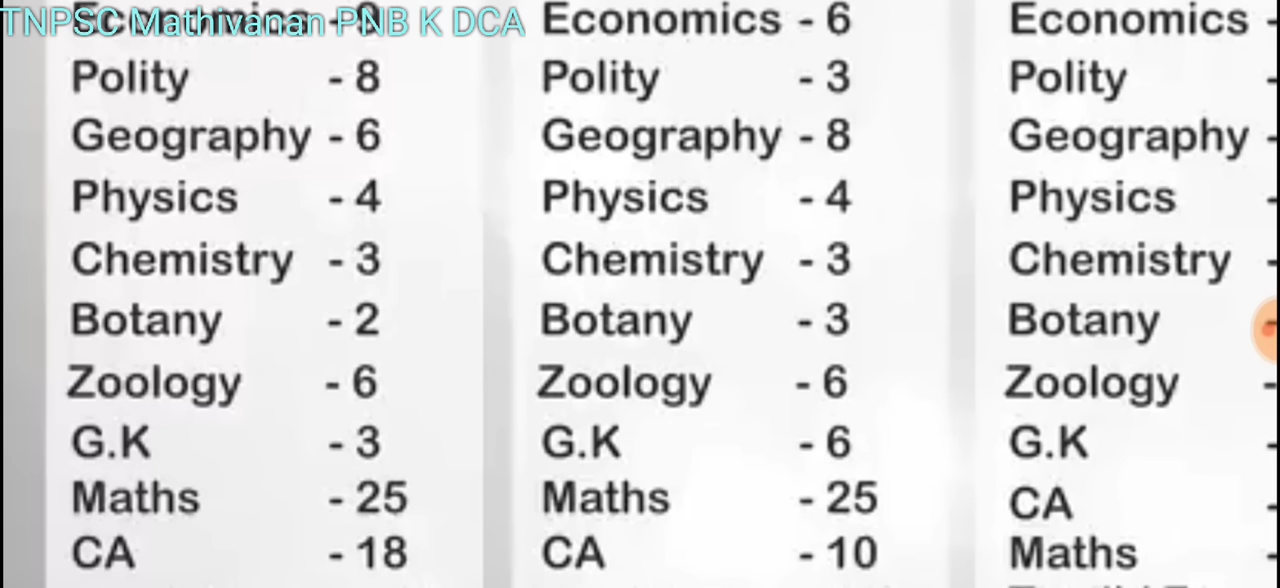 TNPSC Mathivanan PNB K DCA
Economics
Polity - 8
Geography - 6
Physics - 4
Chemistry - 3
Botany - 2
Zoology - 6
G.K - 3
Maths - 25
CA - 18
Economics - 6
Polity - 3
Geography - 8
Physics - 4
Chemistry - 3
Botany - 3
Zoology - 6
G.K - 6
Maths - 25
CA - 10
Economics -
Polity -
Geography -
Physics -
Chemistry -
Botany -
Zoology -
G.K -
CA -
Maths -